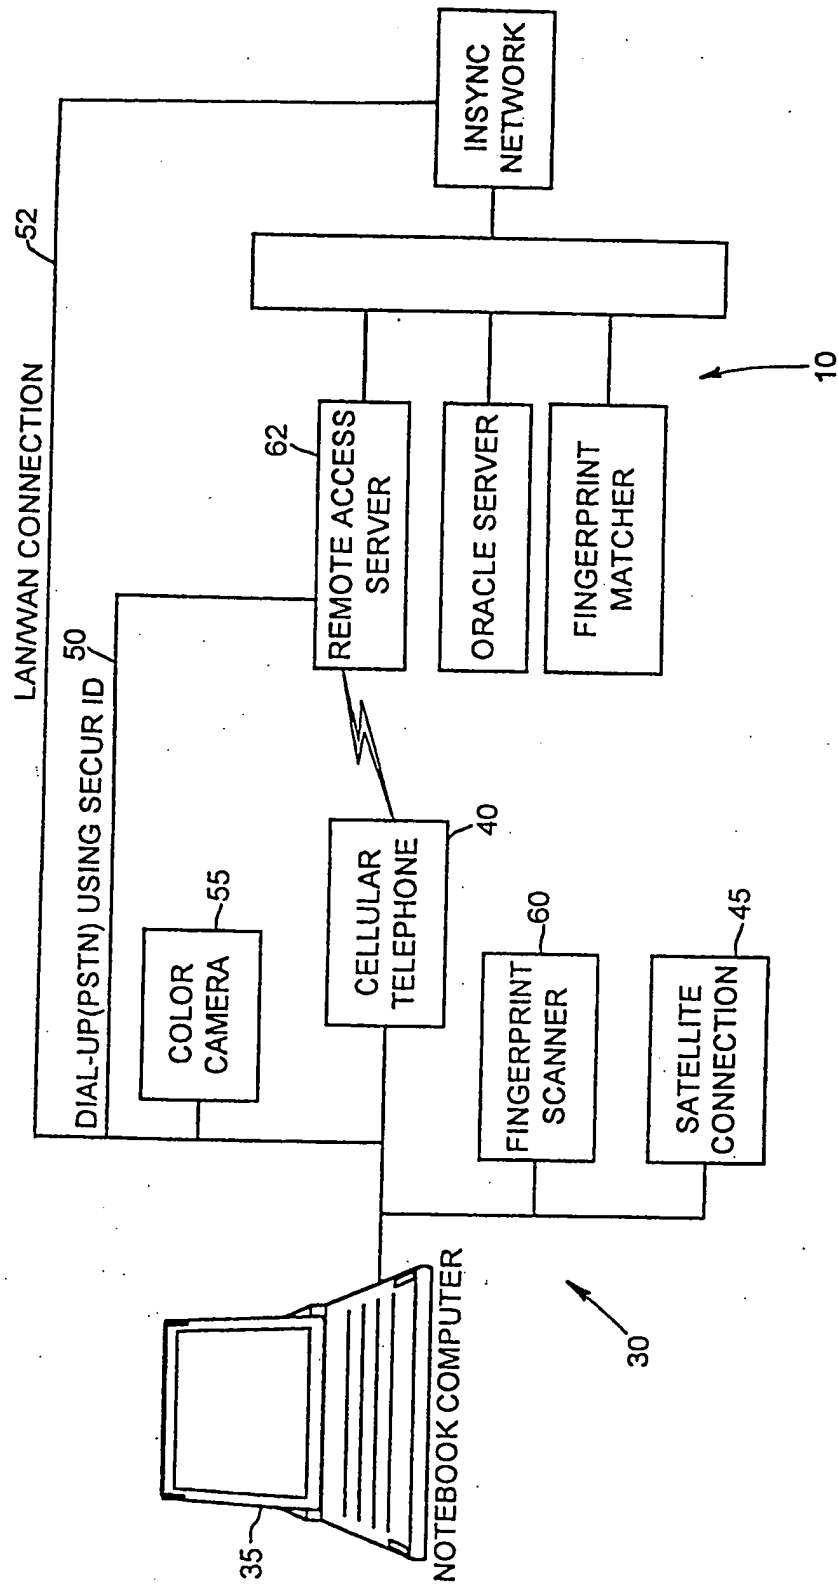 LAN/WAN CONNECTION
52
DIAL-UP(PSTN) USING SECUR ID
50
COLOR
CAMERA
55
CELLULAR
TELEPHONE
40
REMOTE ACCESS
SERVER
62
INSYNC
NETWORK
ORACLE SERVER
FINGERPRINT
MATCHER
10
FINGERPRINT
SCANNER
60
SATELLITE
CONNECTION
45
35
NOTEBOOK COMPUTER
30